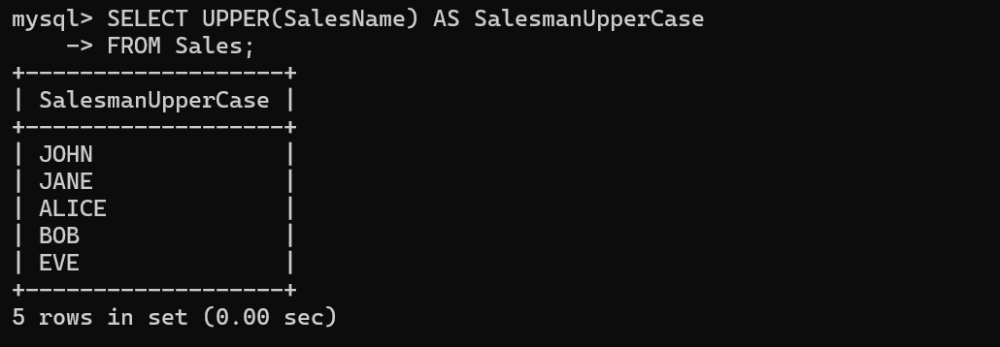 mysql> SELECT UPPER(SalesName) AS SalesmanUpperCase
    -> FROM Sales;
+-------------------+
| SalesmanUpperCase |
+-------------------+
| JOHN              |
| JANE              |
| ALICE             |
| BOB               |
| EVE               |
+-------------------+
5 rows in set (0.00 sec)